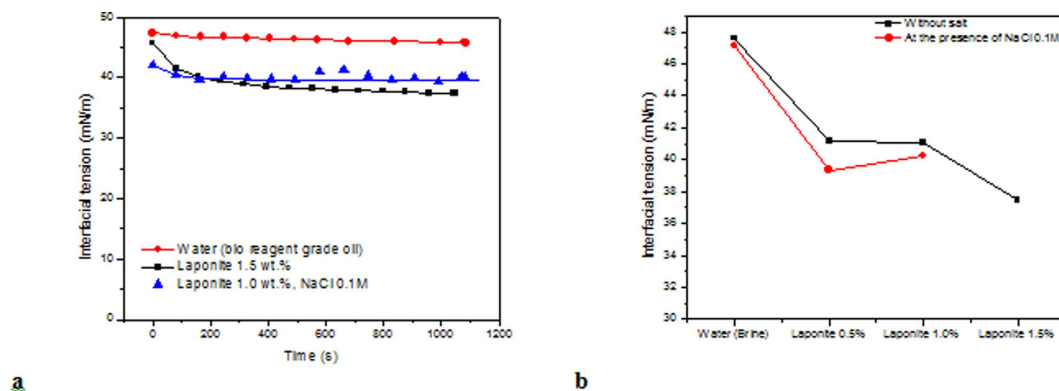 50
40
30
20
10
0
Interfacial tension (mN/m)
Water (bio reagent grade oil)
Laponite 1.5 wt.%
Laponite 1.0 wt.%, NaCl 0.1M
0 200 400 600 800 1000 1200
Time (s)
a
48
46
44
42
40
38
36
34
32
30
Interfacial tension (mN/m)
Without salt
At the presence of NaCl 0.1M
Water (Brine) Laponite 0.5% Laponite 1.0% Laponite 1.5%
b